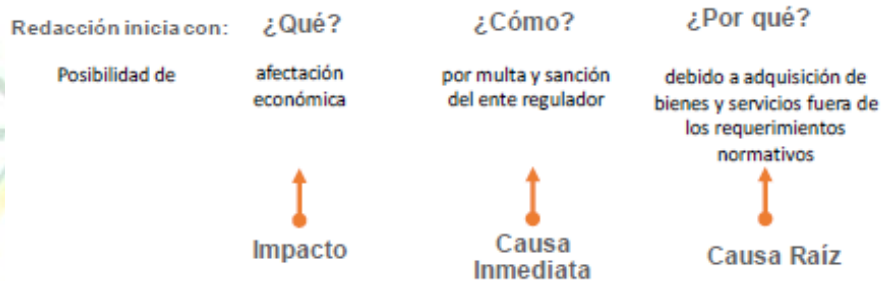 Redacción inicia con: ¿Qué? ¿Cómo? ¿Por qué?
Posibilidad de
afectación
económica
por multa y sanción
del ente regulador
debido a adquisición de
bienes y servicios fuera de
los requerimientos
normativos
Impacto
Causa
Inmediata
Causa Raíz